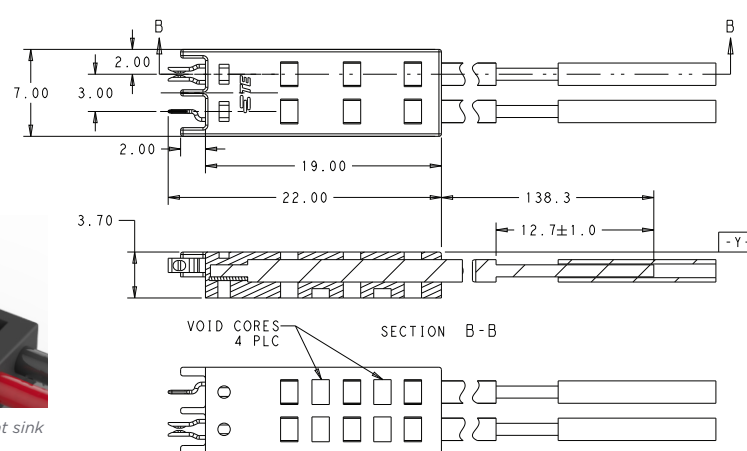 B
B
2.00
7.00
3.00
TE
2.00
19.00
22.00
138.3
3.70
12.7±1.0
-Y-
VOID CORES
4 PLC
SECTION B-B
t sink